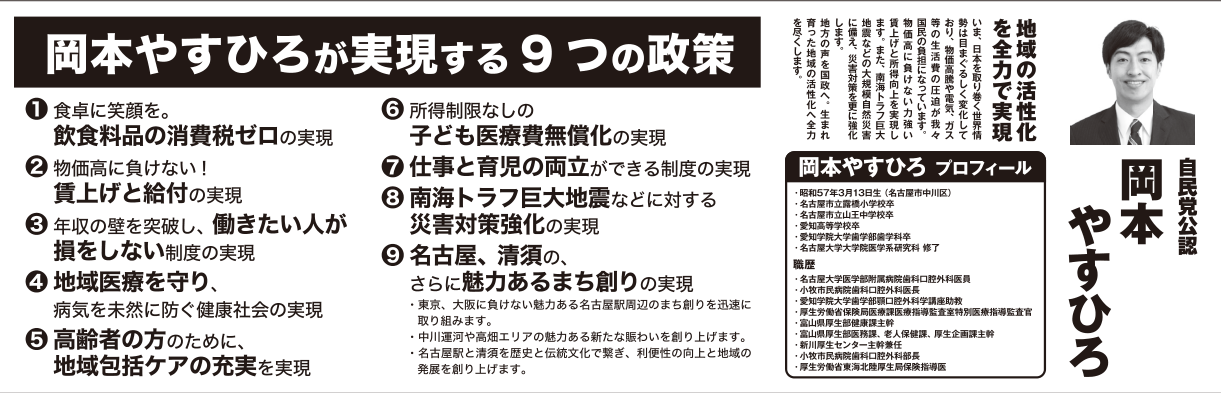 自民党公認
岡本
やすひろ
地域の活性化
を全力で実現
いま、日本を取り巻く世界情
勢は目まぐるしく変化して
おり、物価高騰や電気、ガス
等の生活費の圧迫が我々
国民の負担になっています。
物価高に負けない力強い
賃上げと所得向上を実現し
ます。また、南海トラフ巨大
地震などの大規模自然災害
に備え、災害対策を更に強化
します。
地方の声を国政へ。生まれ
育った地域の活性化へ全力
を尽くします。
岡本やすひろが実現する9つの政策
❶食卓に笑顔を。
飲食料品の消費税ゼロの実現
❷物価高に負けない!
賃上げと給付の実現
❸年収の壁を突破し、働きたい人が
損をしない制度の実現
❹地域医療を守り、
病気を未然に防ぐ健康社会の実現
❺高齢者の方のために、
地域包括ケアの充実を実現
❻所得制限なしの
子ども医療費無償化の実現
❼仕事と育児の両立ができる制度の実現
❽南海トラフ巨大地震などに対する
災害対策強化の実現
❾名古屋、清須の、
さらに魅力あるまち創りの実現
・東京、大阪に負けない魅力ある名古屋駅周辺のまち創りを迅速に
取り組みます。
・中川運河や高畑エリアの魅力ある新たな賑わいを創り上げます。
・名古屋駅と清須を歴史と伝統文化で繋ぎ、利便性の向上と地域の
発展を創り上げます。
岡本やすひろ プロフィール
・昭和57年3月13日生(名古屋市中川区)
・名古屋市立露橋小学校卒
・名古屋市立山王中学校卒
・愛知高等学校卒
・愛知学院大学歯学部歯学科卒
・名古屋大学大学院医学系研究科 修了
職歴
・名古屋大学医学部附属病院歯科口腔外科医員
・小牧市民病院歯科口腔外科医長
・愛知学院大学歯学部顎口腔外科学講座助教
・厚生労働省保険局医療課医療指導監査室特別医療指導監査官
・富山県厚生部健康課主幹
・富山県厚生部医務課、老人保健課、厚生企画課主幹
・新川厚生センター主幹兼任
・小牧市民病院歯科口腔外科部長
・厚生労働省東海北陸厚生局保険指導医